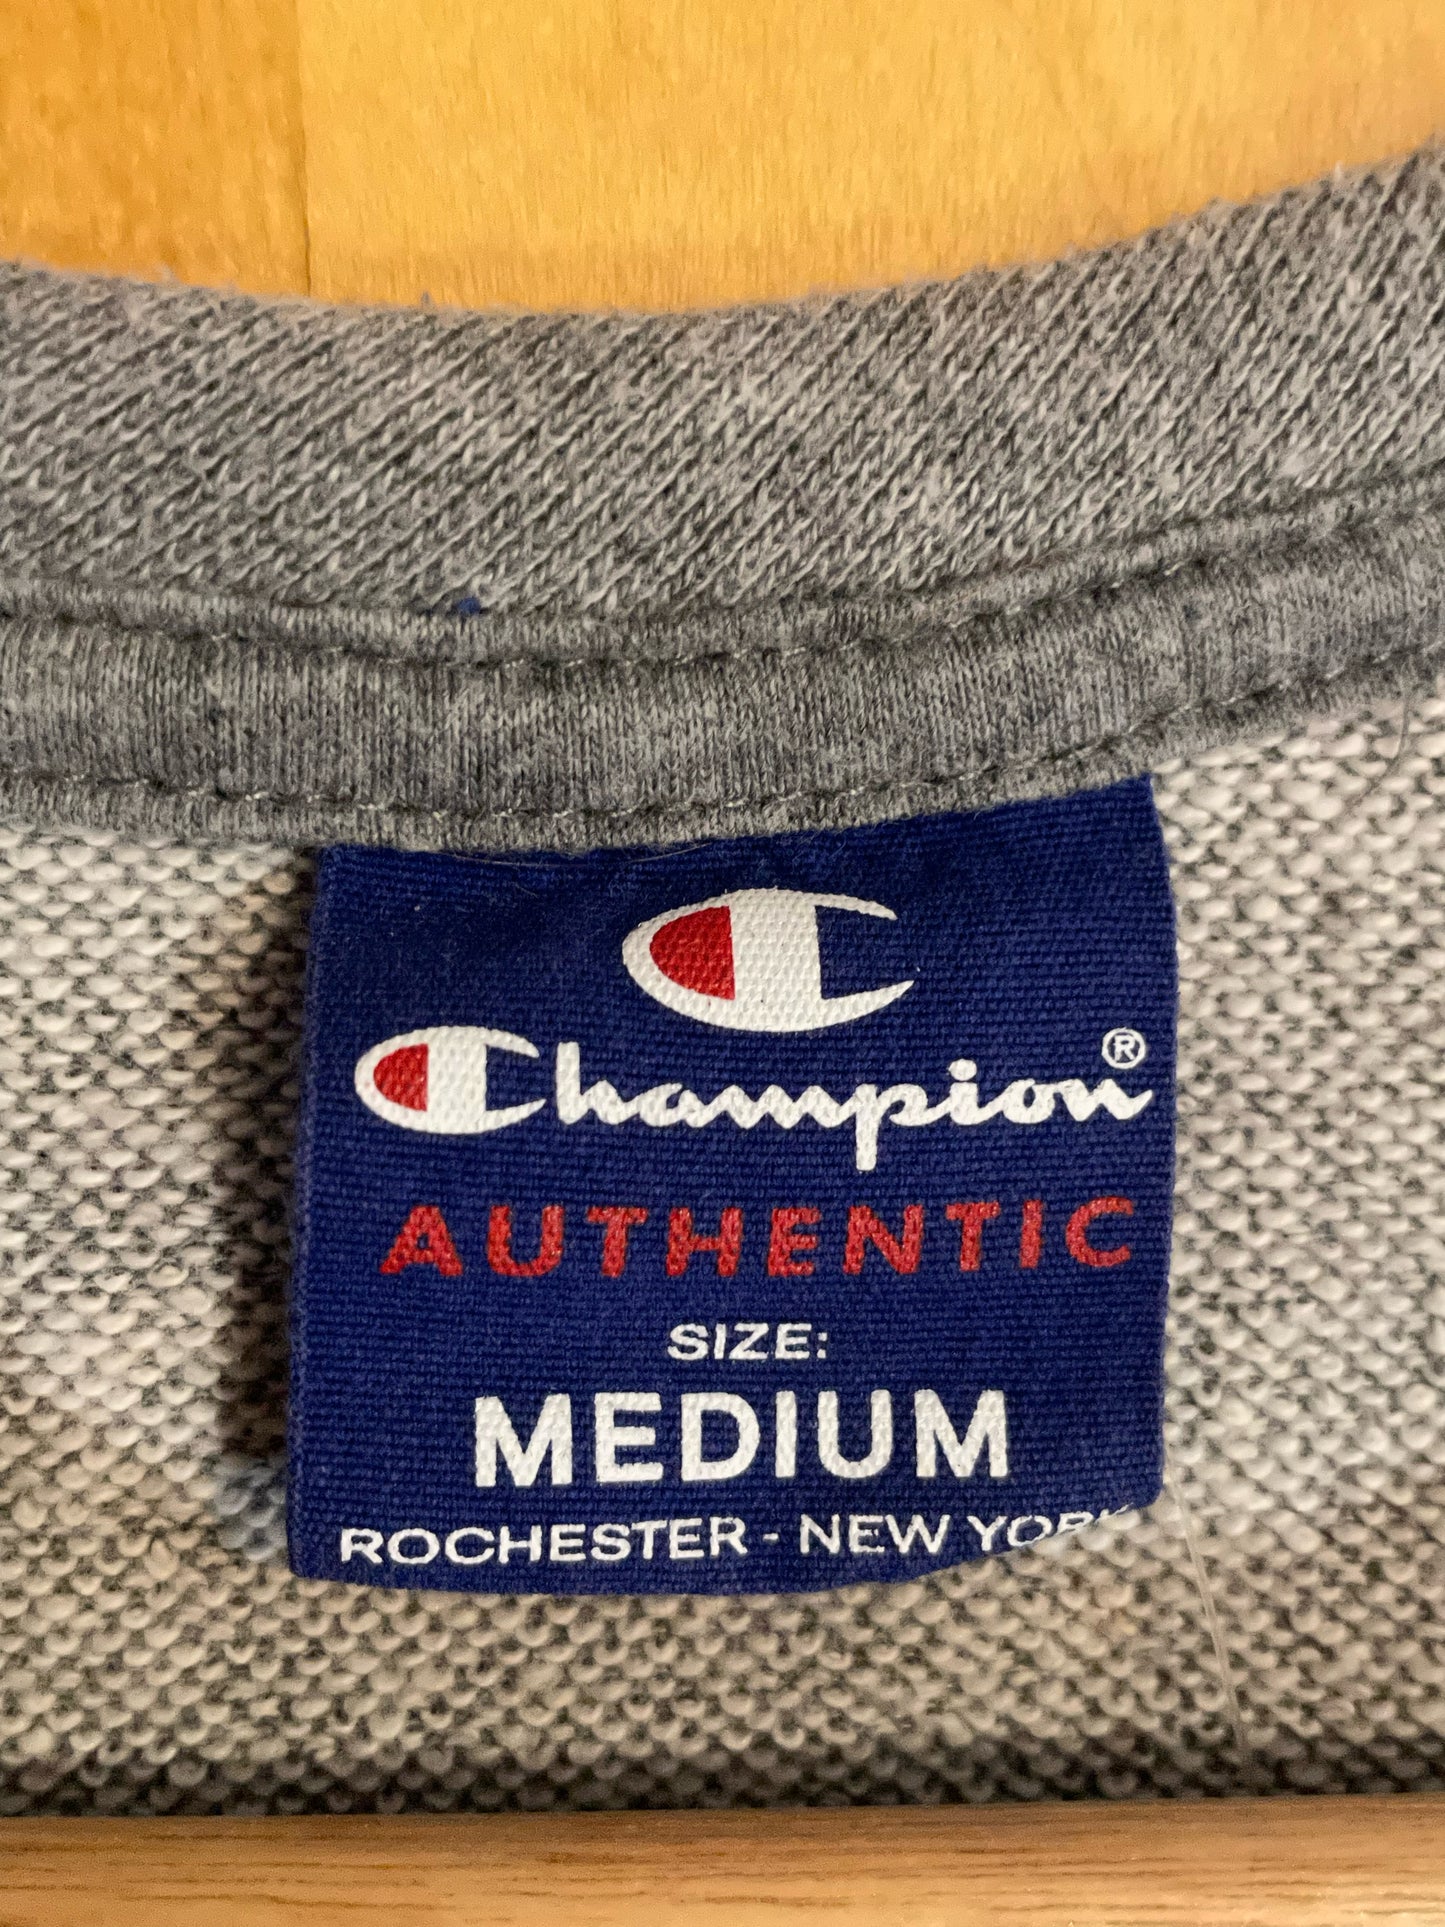 Champion®
AUTHENTIC
SIZE:
MEDIUM
ROCHESTER - NEW YORK